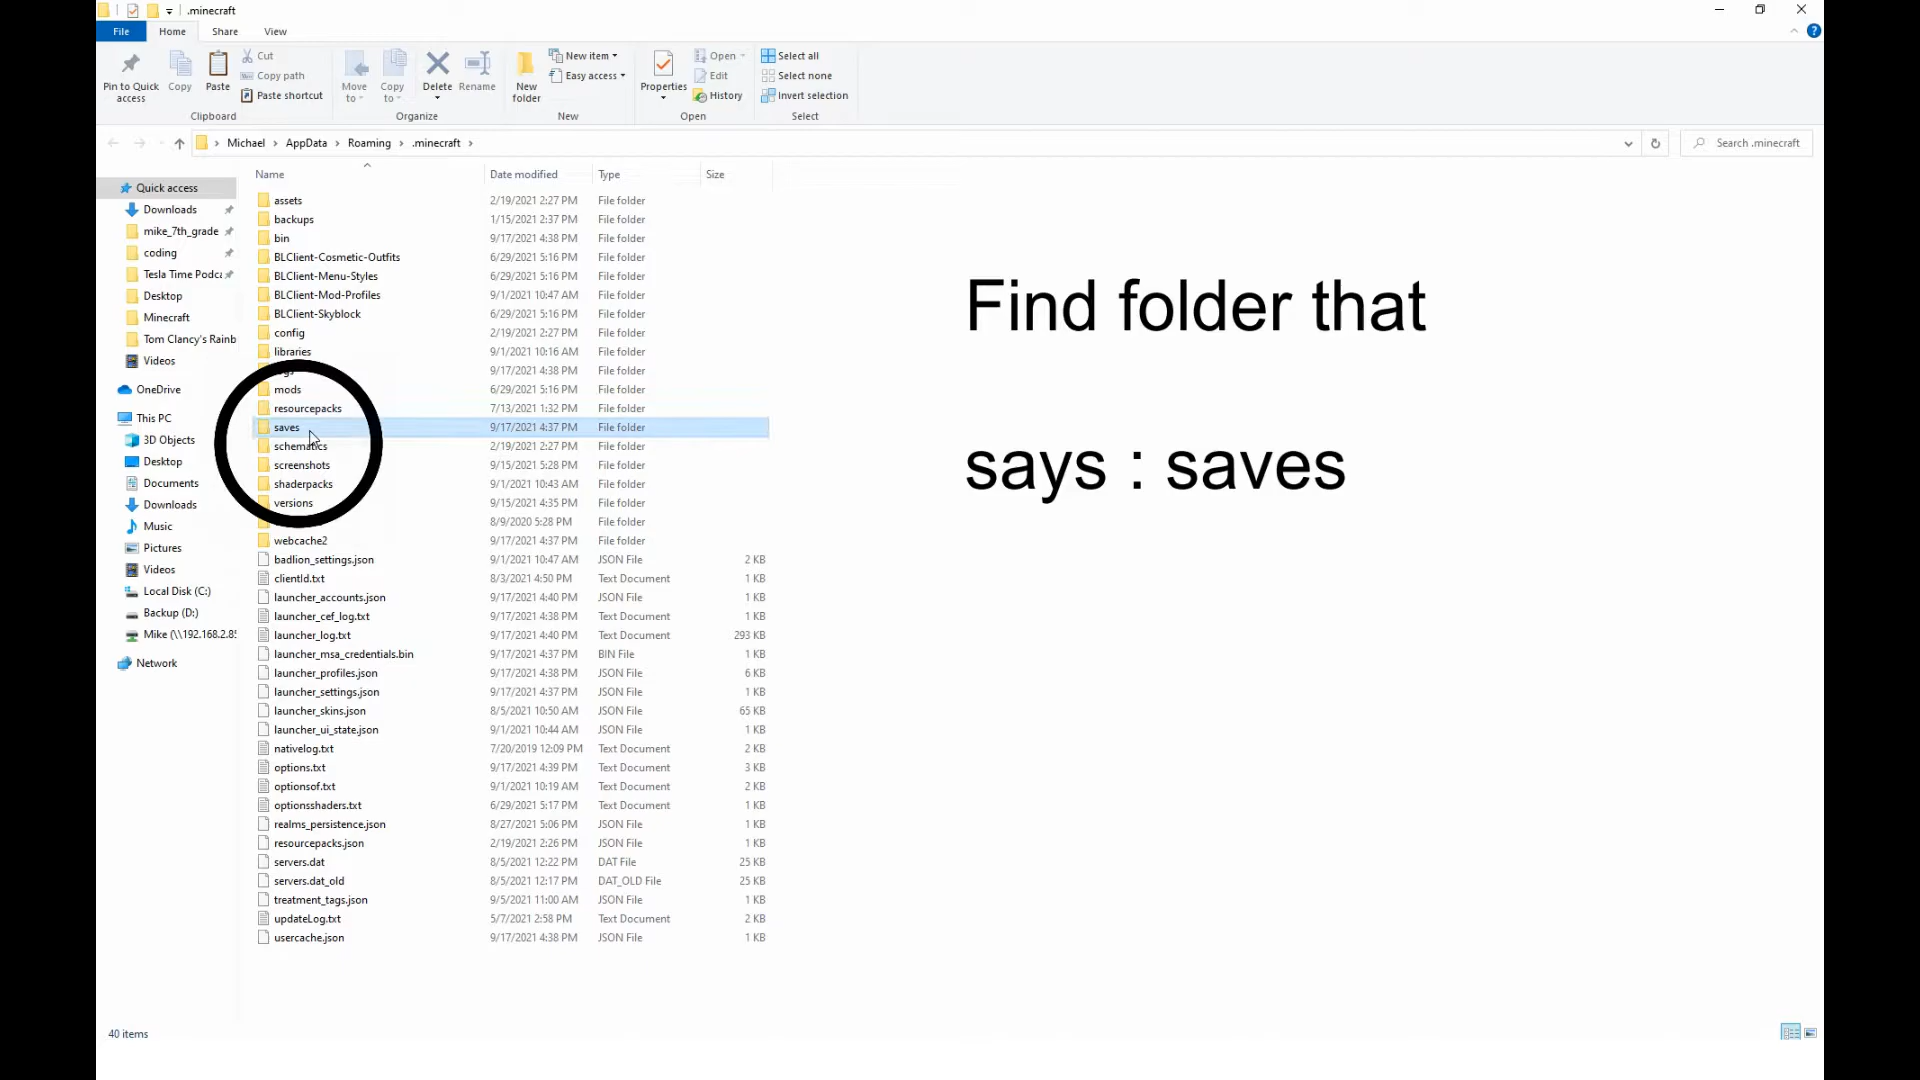 .minecraft
File Home Share View
Pin to Quick access
Copy
Paste
Cut
Copy path
Paste shortcut
Clipboard
Move to
Copy to
Delete
Rename
Organize
New folder
New item
Easy access
New
Properties
Open
Edit
History
Open
Select all
Select none
Invert selection
Select
Michael > AppData > Roaming > .minecraft >
Search .minecraft
Quick access
Downloads
mike_7th_grade
coding
Tesla Time Podca
Desktop
Minecraft
Tom Clancy's Rainb
Videos
OneDrive
This PC
3D Objects
Desktop
Documents
Downloads
Music
Pictures
Videos
Local Disk (C:)
Backup (D:)
Mike (\\192.168.2.85
Network
Name Date modified Type Size
assets 2/19/2021 2:27 PM File folder
backups 1/15/2021 2:37 PM File folder
bin 9/17/2021 4:38 PM File folder
BLClient-Cosmetic-Outfits 6/29/2021 5:16 PM File folder
BLClient-Menu-Styles 6/29/2021 5:16 PM File folder
BLClient-Mod-Profiles 9/1/2021 10:47 AM File folder
BLClient-Skyblock 6/29/2021 5:16 PM File folder
config 2/19/2021 2:27 PM File folder
libraries 9/1/2021 10:16 AM File folder
9/17/2021 4:38 PM File folder
mods 6/29/2021 5:16 PM File folder
resourcepacks 7/13/2021 1:32 PM File folder
saves 9/17/2021 4:37 PM File folder
schematics 2/19/2021 2:27 PM File folder
screenshots 9/15/2021 5:28 PM File folder
shaderpacks 9/1/2021 10:43 AM File folder
versions 9/15/2021 4:35 PM File folder
8/9/2020 5:28 PM File folder
webcache2 9/17/2021 4:37 PM File folder
badlion_settings.json 9/1/2021 10:47 AM JSON File 2 KB
clientId.txt 8/3/2021 4:50 PM Text Document 1 KB
launcher_accounts.json 9/17/2021 4:40 PM JSON File 1 KB
launcher_cef_log.txt 9/17/2021 4:38 PM Text Document 1 KB
launcher_log.txt 9/17/2021 4:40 PM Text Document 293 KB
launcher_msa_credentials.bin 9/17/2021 4:37 PM BIN File 1 KB
launcher_profiles.json 9/17/2021 4:38 PM JSON File 6 KB
launcher_settings.json 9/17/2021 4:37 PM JSON File 1 KB
launcher_skins.json 8/5/2021 10:50 AM JSON File 65 KB
launcher_ui_state.json 9/1/2021 10:44 AM JSON File 1 KB
nativelog.txt 7/20/2019 12:09 PM Text Document 2 KB
options.txt 9/17/2021 4:39 PM Text Document 3 KB
optionsof.txt 9/1/2021 10:19 AM Text Document 2 KB
optionsshaders.txt 6/29/2021 5:17 PM Text Document 1 KB
realms_persistence.json 8/27/2021 5:06 PM JSON File 1 KB
resourcepacks.json 2/19/2021 2:26 PM JSON File 1 KB
servers.dat 8/5/2021 12:22 PM DAT File 25 KB
servers.dat_old 8/5/2021 12:17 PM DAT_OLD File 25 KB
treatment_tags.json 9/5/2021 11:00 AM JSON File 1 KB
updateLog.txt 5/7/2021 2:58 PM Text Document 2 KB
usercache.json 9/17/2021 4:38 PM JSON File 1 KB
Find folder that
says : saves
40 items